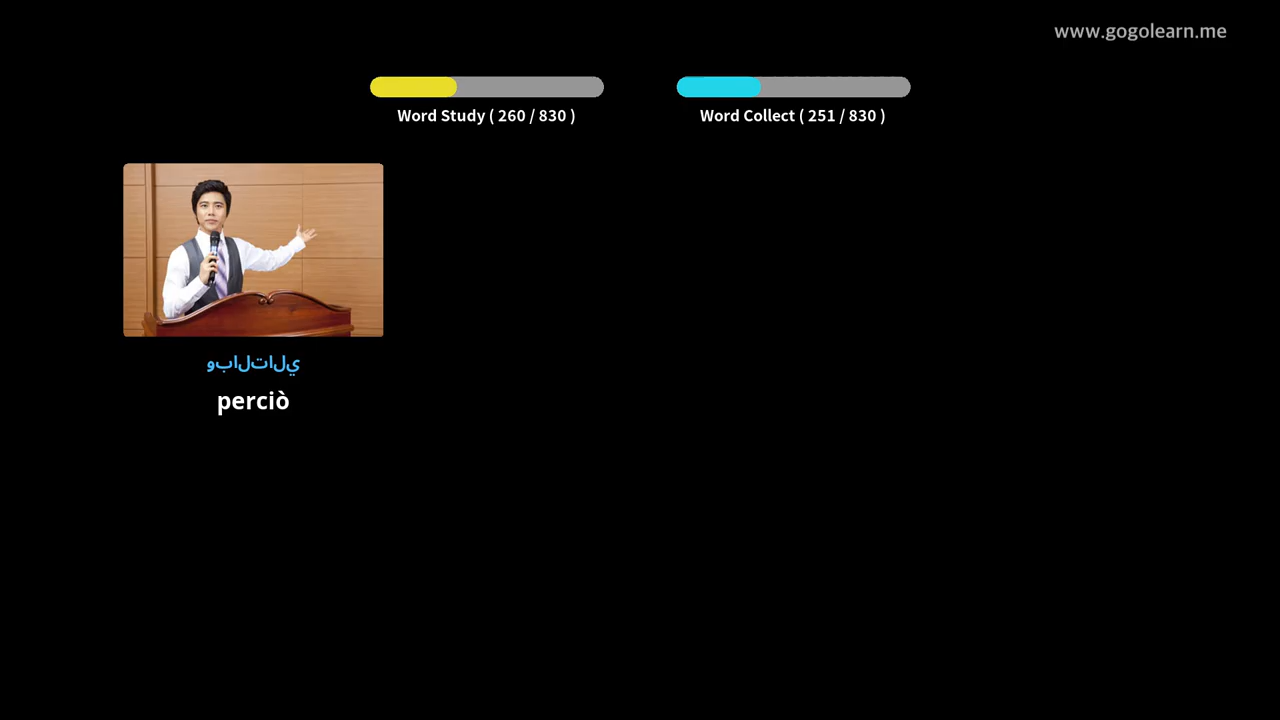 www.gogolearn.me
Word Study ( 260 / 830 )
Word Collect ( 251 / 830 )
وبالتالي
perciò